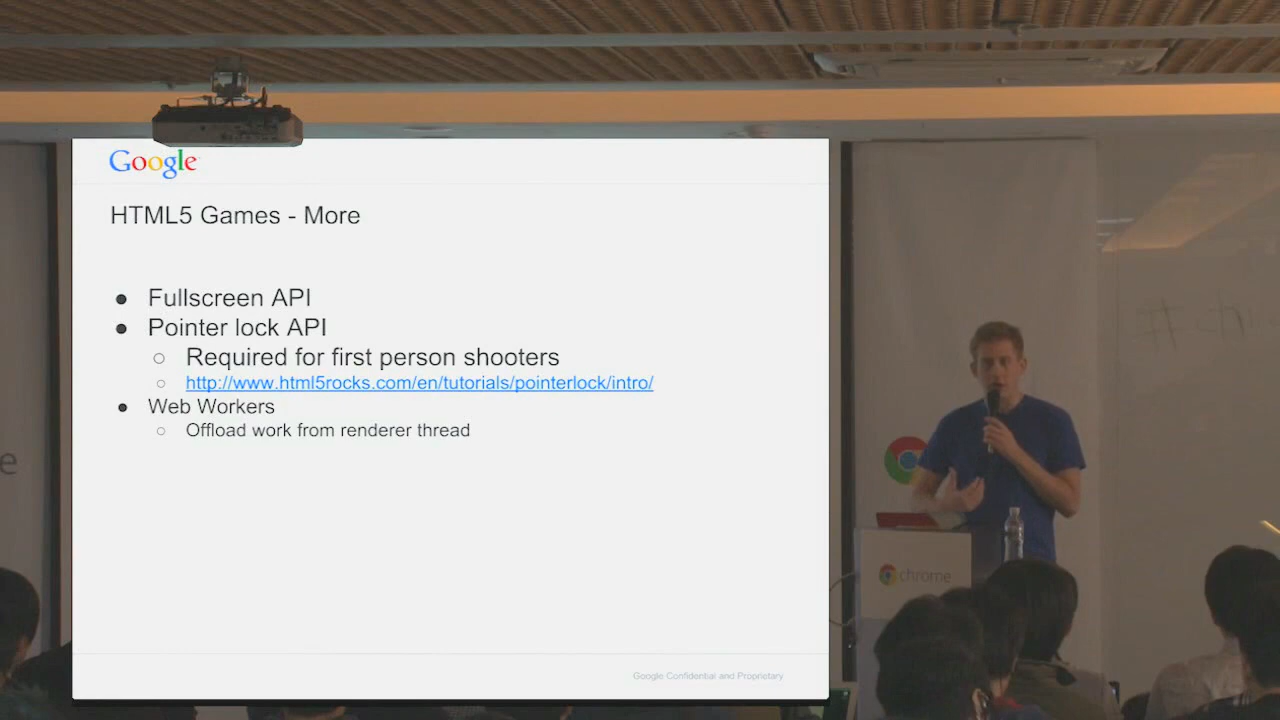 Google
HTML5 Games - More
● Fullscreen API
● Pointer lock API
○ Required for first person shooters
○ http://www.html5rocks.com/en/tutorials/pointerlock/intro/
● Web Workers
○ Offload work from renderer thread
Google Confidential and Proprietary
e
chrome